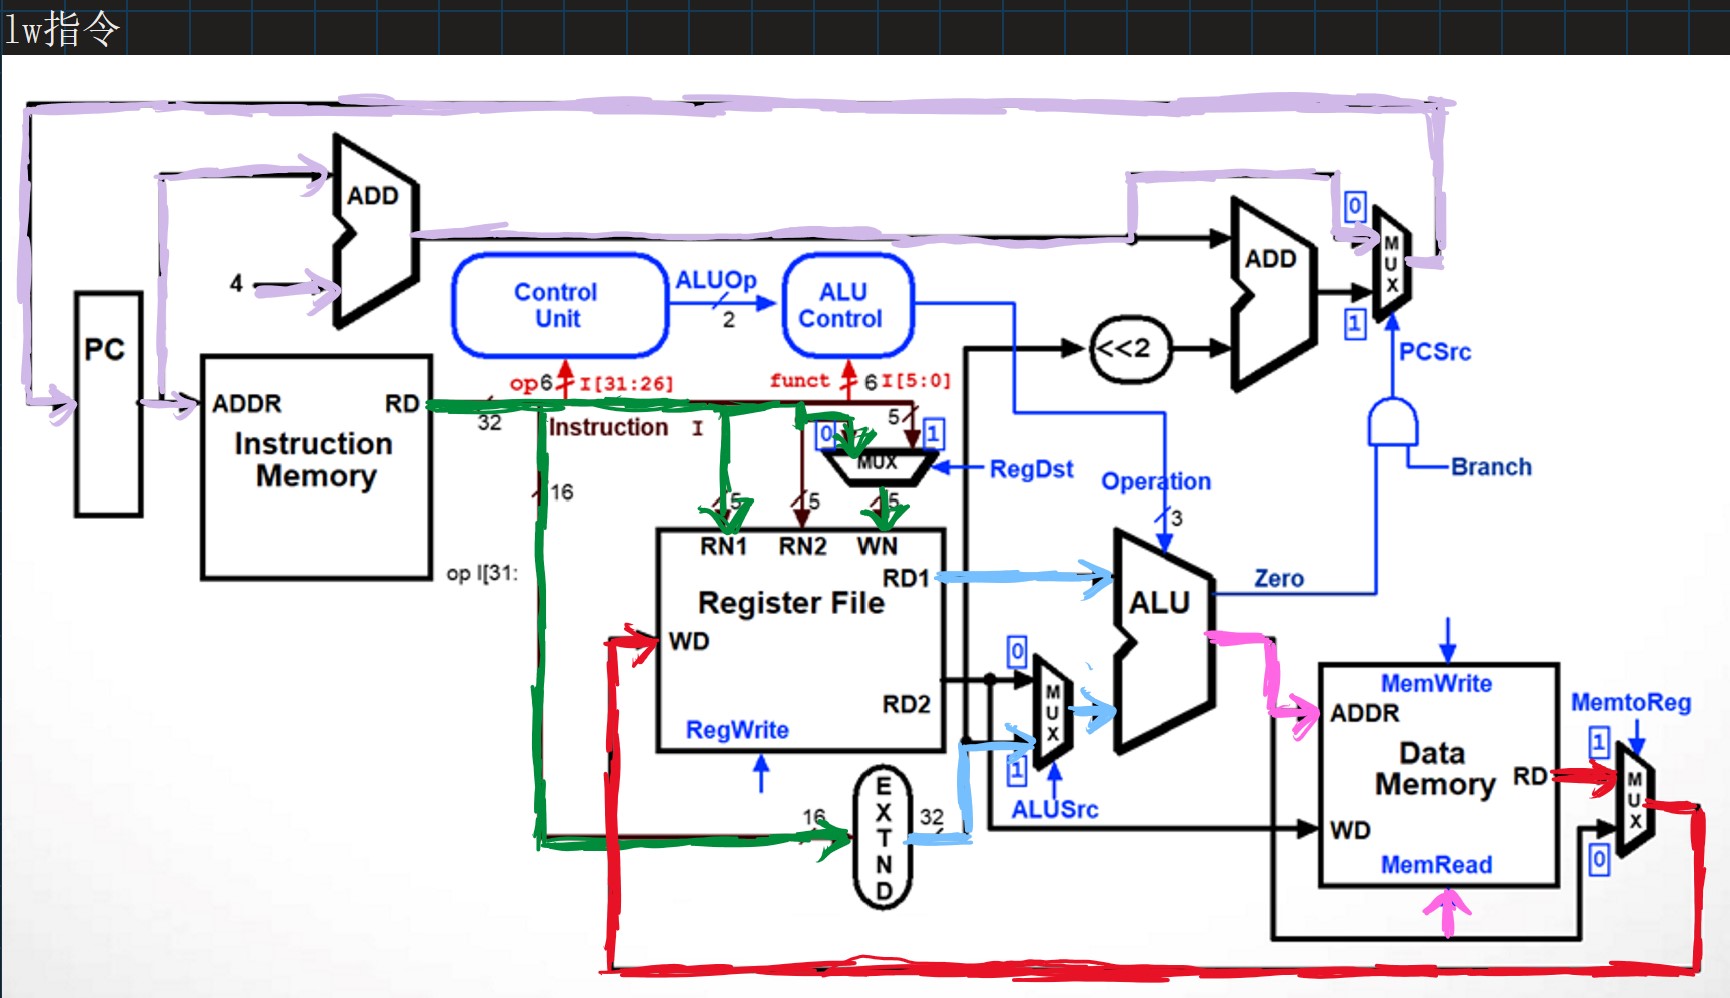 lw指令
ADD
0
M
U
X
1
4
ADD
Control
Unit
ALUOp
2
ALU
Control
<<2
PCSrc
PC
op 6 I[31:26]
funct 6 I[5:0]
ADDR
RD
Instruction
Memory
32
Instruction I
5
0
1
MUX
RegDst
Branch
16
5
5
5
Operation
3
op I[31:
RN1 RN2 WN
RD1
Register File
WD
RD2
RegWrite
ALU
Zero
0
M
U
X
1
ALUSrc
MemWrite
ADDR
Data
Memory
RD
WD
MemRead
MemtoReg
1
M
U
X
0
16
E
X
T
N
D
32